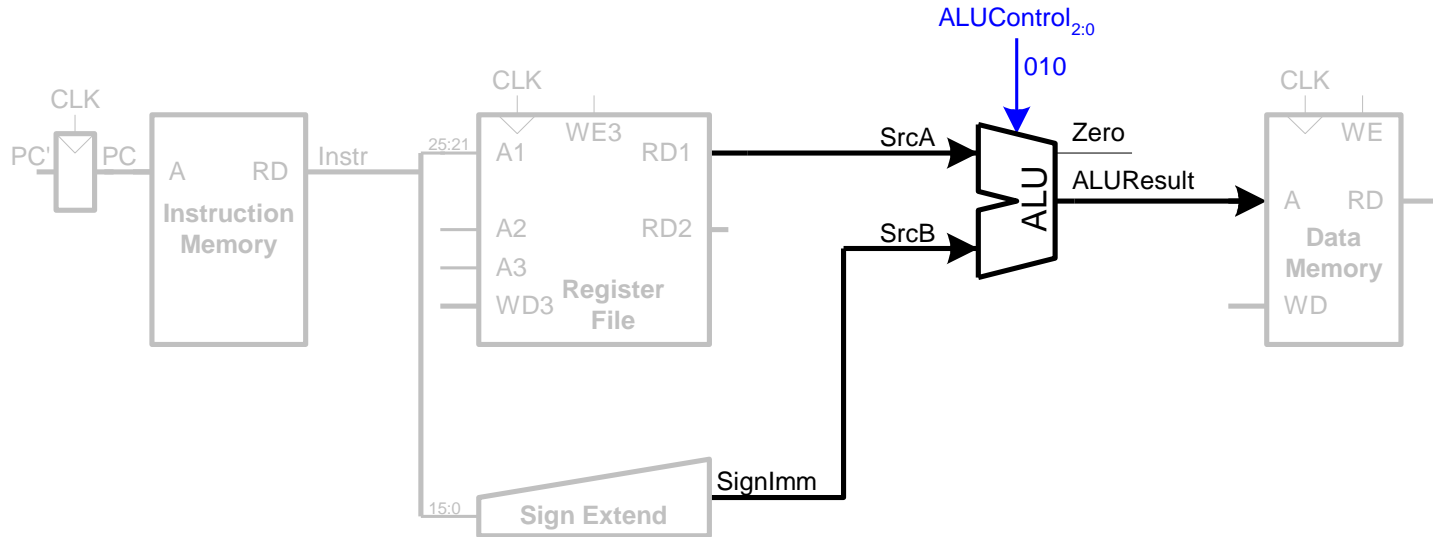 ALUControl2:0
010
CLK
PC'
PC
A
RD
Instruction
Memory
Instr
25:21
CLK
WE3
A1
RD1
A2
RD2
A3
WD3
Register
File
SrcA
SrcB
ALU
Zero
ALUResult
CLK
WE
A
RD
Data
Memory
WD
15:0
Sign Extend
SignImm